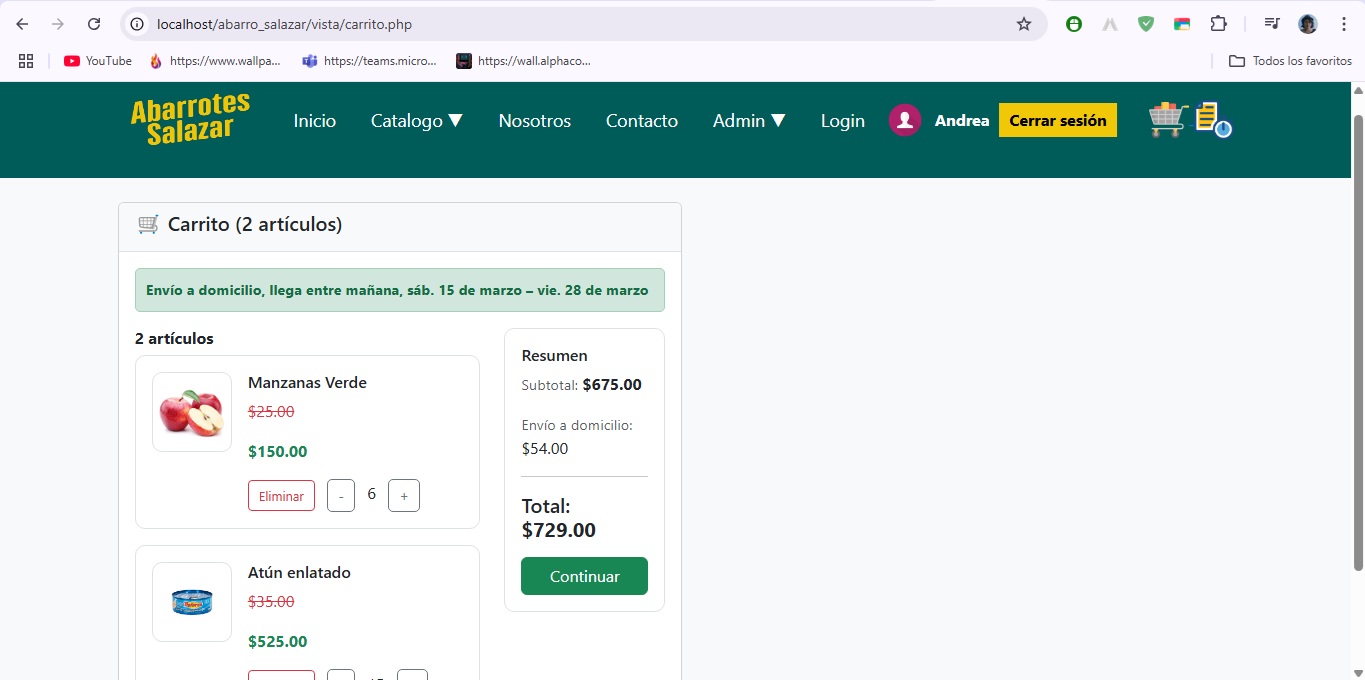 localhost/abarro_salazar/vista/carrito.php
YouTube
https://www.wallpa...
https://teams.micro...
https://wall.alphaco...
Todos los favoritos
Abarrotes
Salazar
Inicio
Catalogo ▼
Nosotros
Contacto
Admin ▼
Login
Andrea
Cerrar sesión
Carrito (2 artículos)
Envío a domicilio, llega entre mañana, sáb. 15 de marzo – vie. 28 de marzo
2 artículos
Manzanas Verde
$25.00
$150.00
Eliminar
-
6
+
Atún enlatado
$35.00
$525.00
Resumen
Subtotal: $675.00
Envío a domicilio:
$54.00
Total:
$729.00
Continuar